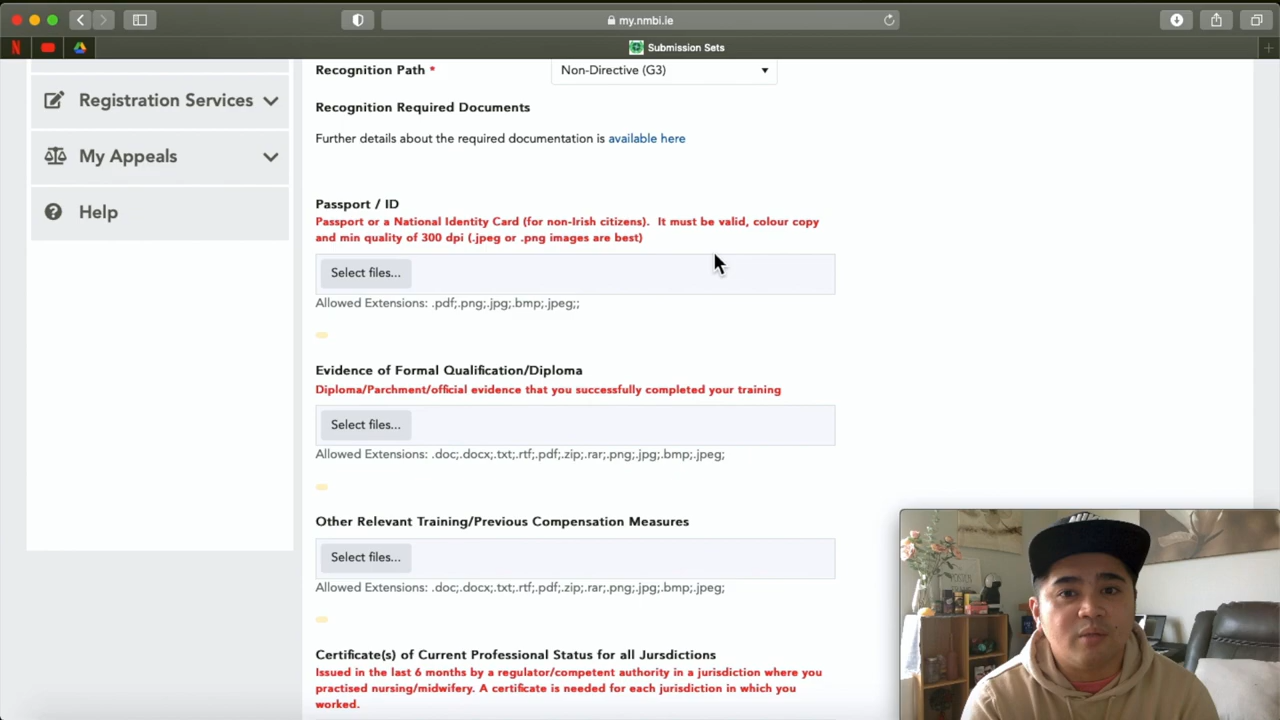 my.nmbi.ie
Submission Sets
Recognition Path *
Non-Directive (G3)
Registration Services
Recognition Required Documents
Further details about the required documentation is available here
My Appeals
Help
Passport / ID
Passport or a National Identity Card (for non-Irish citizens). It must be valid, colour copy
and min quality of 300 dpi (.jpeg or .png images are best)
Select files...
Allowed Extensions: .pdf;.png;.jpg;.bmp;.jpeg;;
Evidence of Formal Qualification/Diploma
Diploma/Parchment/official evidence that you successfully completed your training
Select files...
Allowed Extensions: .doc;.docx;.txt;.rtf;.pdf;.zip;.rar;.png;.jpg;.bmp;.jpeg;
Other Relevant Training/Previous Compensation Measures
Select files...
Allowed Extensions: .doc;.docx;.txt;.rtf;.pdf;.zip;.rar;.png;.jpg;.bmp;.jpeg;
Certificate(s) of Current Professional Status for all Jursdictions
Issued in the last 6 months by a regulator/competent authority in a jurisdiction where you
practised nursing/midwifery. A certificate is needed for each jurisdiction in which you
worked.